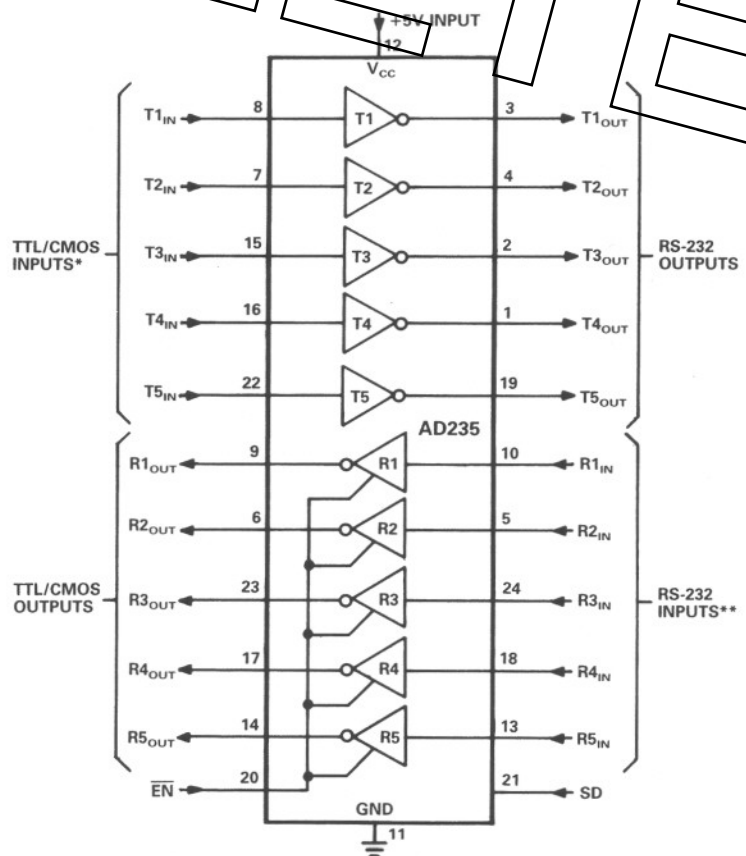 +5V INPUT
12
VCC
T1IN 8 T1 3 T1OUT
T2IN 7 T2 4 T2OUT
TTL/CMOS
INPUTS*
T3IN 15 T3 2 T3OUT
RS-232
OUTPUTS
T4IN 16 T4 1 T4OUT
T5IN 22 T5 19 T5OUT
AD235
R1OUT 9 R1 10 R1IN
R2OUT 6 R2 5 R2IN
TTL/CMOS
OUTPUTS
R3OUT 23 R3 24 R3IN
RS-232
INPUTS**
R4OUT 17 R4 18 R4IN
R5OUT 14 R5 13 R5IN
E̅N̅ 20 21 SD
GND
11